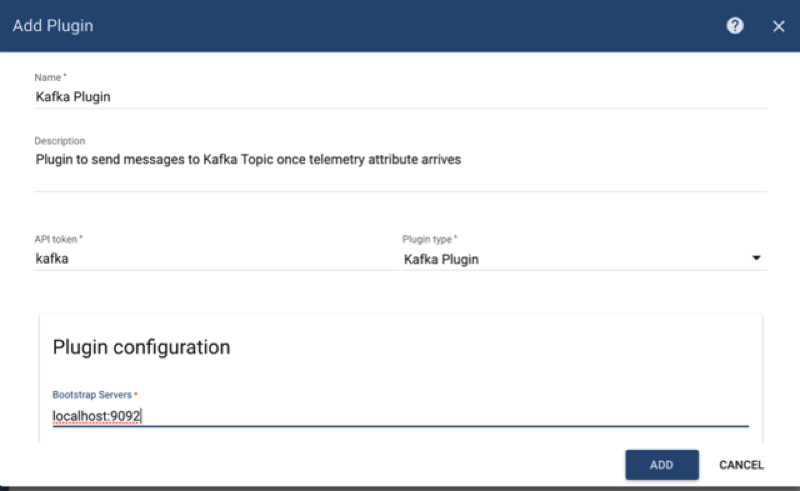 Add Plugin
?
Name *
Kafka Plugin
Description
Plugin to send messages to Kafka Topic once telemetry attribute arrives
API token *
kafka
Plugin type *
Kafka Plugin
Plugin configuration
Bootstrap Servers *
localhost:9092
ADD
CANCEL